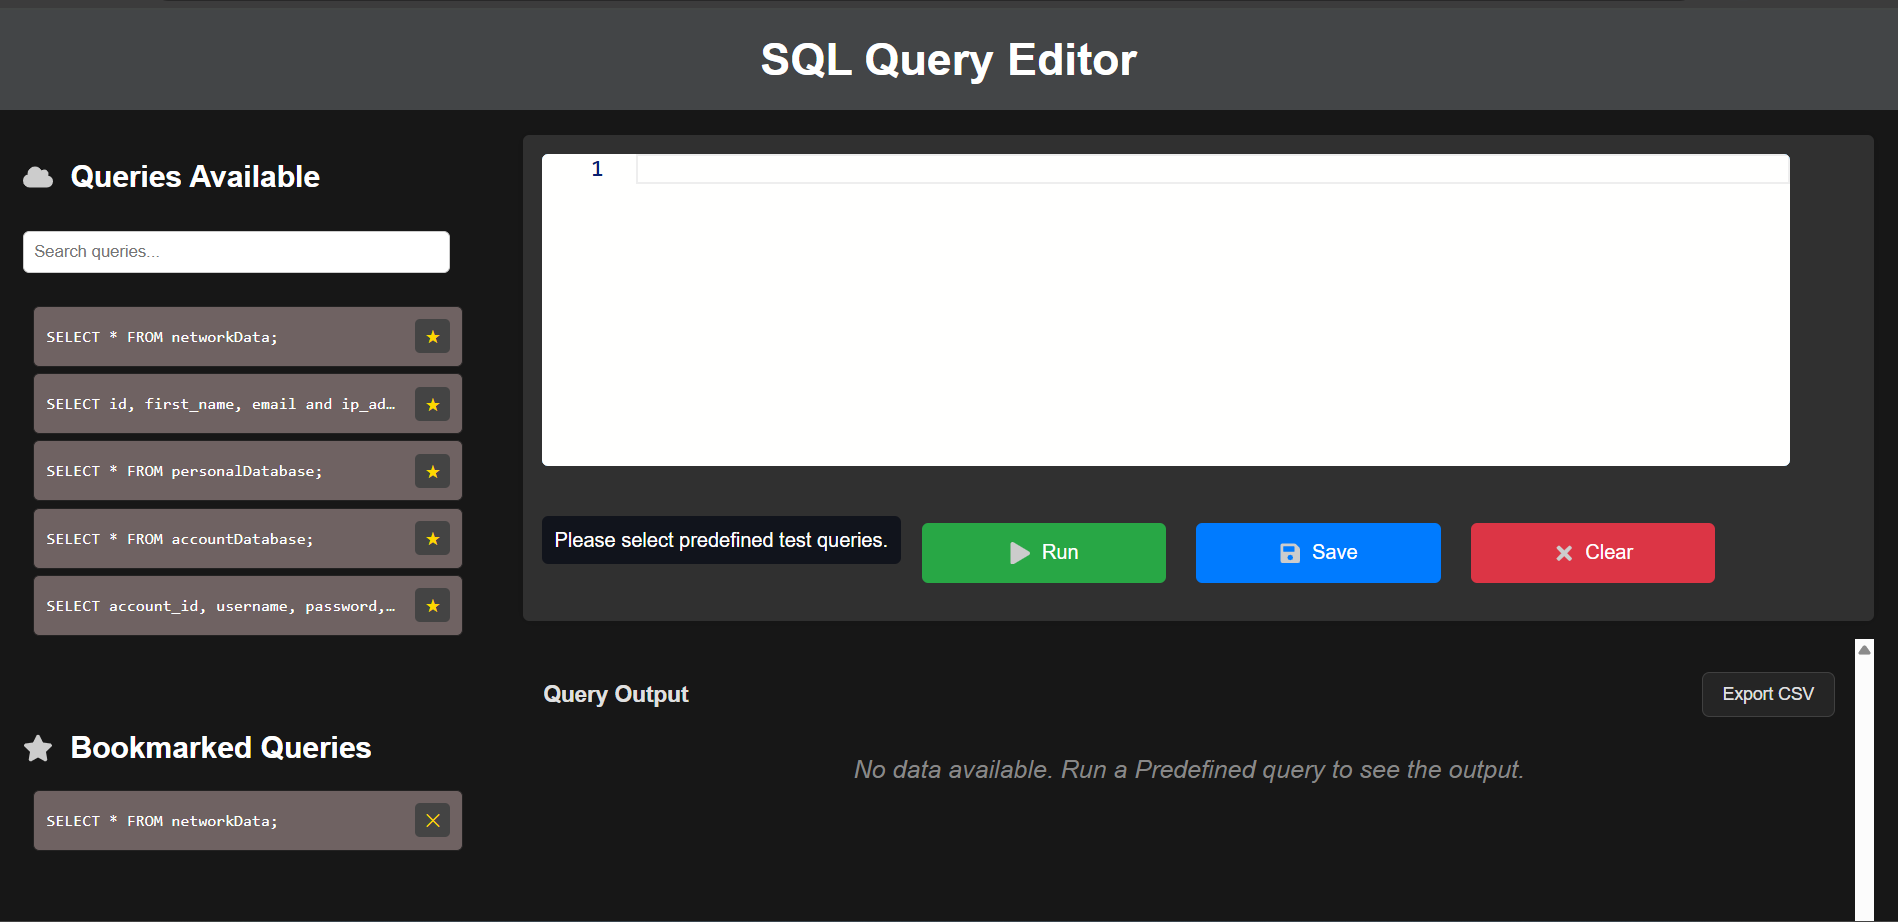 SQL Query Editor
Queries Available
Search queries...
SELECT * FROM networkData;
SELECT id, first_name, email and ip_ad…
SELECT * FROM personalDatabase;
SELECT * FROM accountDatabase;
SELECT account_id, username, password,…
Bookmarked Queries
SELECT * FROM networkData;
1
Please select predefined test queries.
Run
Save
Clear
Query Output
Export CSV
No data available. Run a Predefined query to see the output.